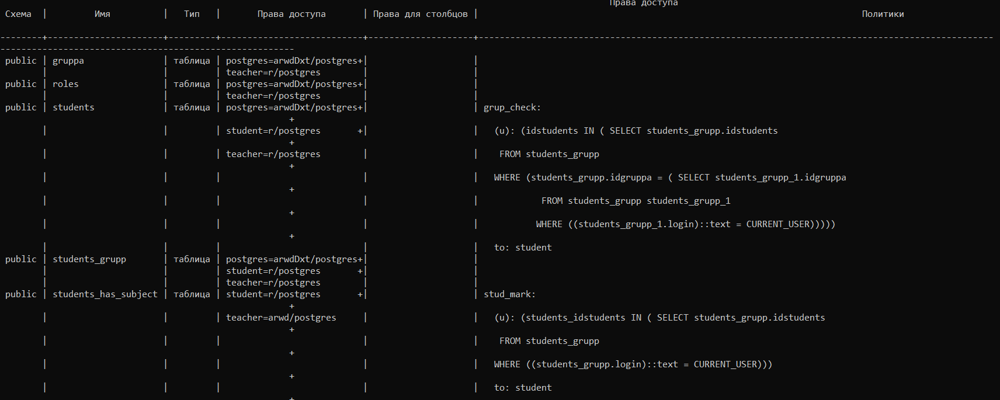 Права доступа
Схема | Имя | Тип | Права доступа | Права для столбцов | Политики
--------+----------------------+---------+---------------------------+--------------------+--------------------------------------------------------------------------------------------------
--------------------------------------------------------
public | gruppa | таблица | postgres=arwdDxt/postgres+| |
| | | teacher=r/postgres | |
public | roles | таблица | postgres=arwdDxt/postgres+| |
| | | teacher=r/postgres | |
public | students | таблица | postgres=arwdDxt/postgres+| | grup_check:
+
| | | student=r/postgres +| | (u): (idstudents IN ( SELECT students_grupp.idstudents
+
| | | teacher=r/postgres | | FROM students_grupp
+
| | | | | WHERE (students_grupp.idgruppa = ( SELECT students_grupp_1.idgruppa
+
| | | | | FROM students_grupp students_grupp_1
+
| | | | | WHERE ((students_grupp_1.login)::text = CURRENT_USER)))))
+
| | | | | to: student
public | students_grupp | таблица | postgres=arwdDxt/postgres+| |
| | | student=r/postgres +| |
| | | teacher=r/postgres | |
public | students_has_subject | таблица | student=r/postgres +| | stud_mark:
+
| | | teacher=arwd/postgres | | (u): (students_idstudents IN ( SELECT students_grupp.idstudents
+
| | | | | FROM students_grupp
+
| | | | | WHERE ((students_grupp.login)::text = CURRENT_USER)))
+
| | | | | to: student
+